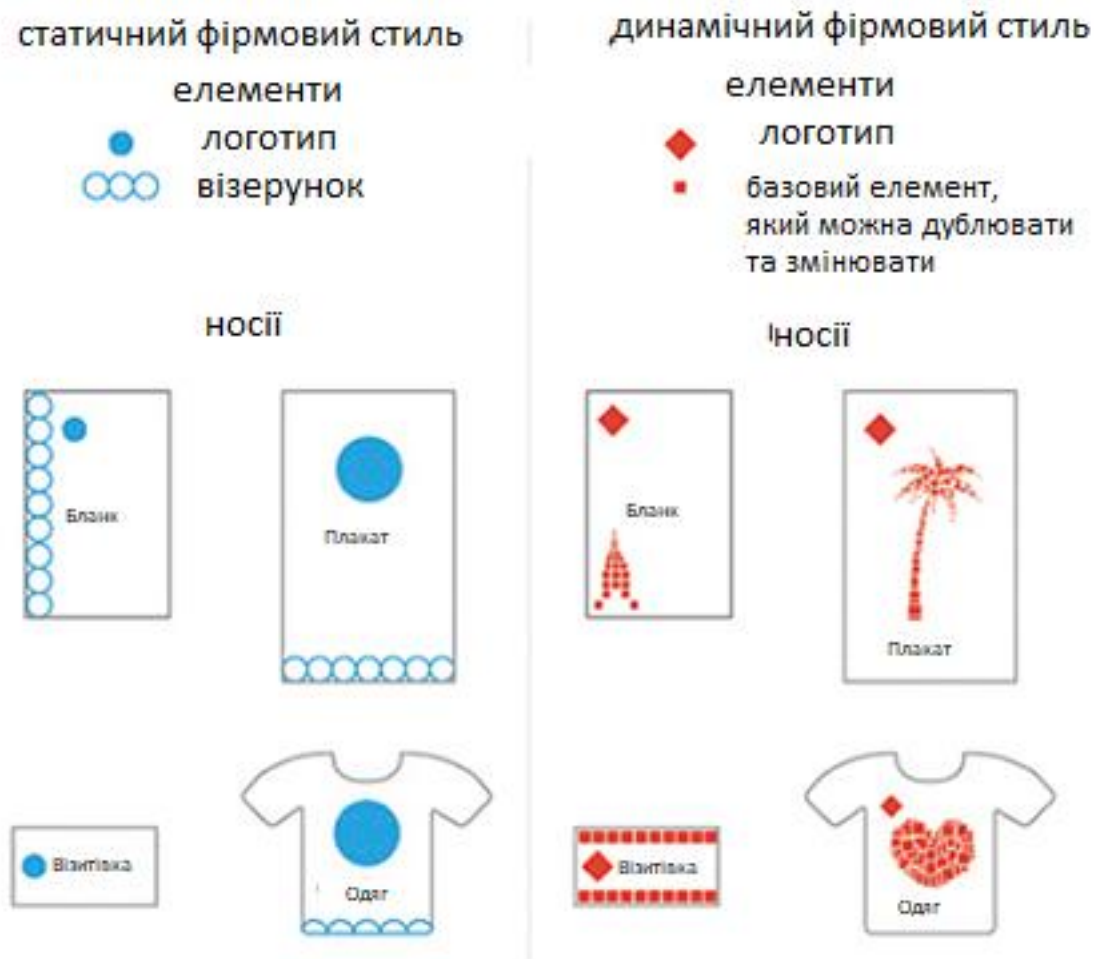 статичний фірмовий стиль
елементи
логотип
візерунок
носії
Бланк
Плакат
Візитівка
Одяг
динамічний фірмовий стиль
елементи
логотип
базовий елемент,
який можна дублювати
та змінювати
носії
Бланк
Плакат
Візитівка
Одяг